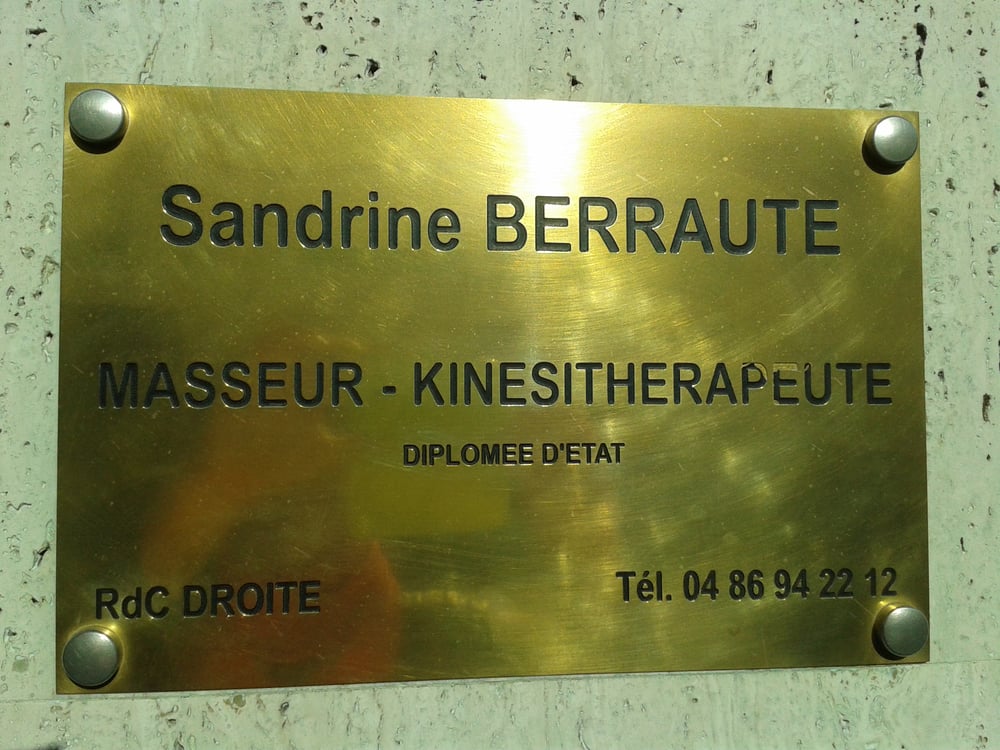 Sandrine BERRAUTE
MASSEUR - KINESITHERAPEUTE
DIPLOMEE D'ETAT
RdC DROITE
Tél. 04 86 94 22 12